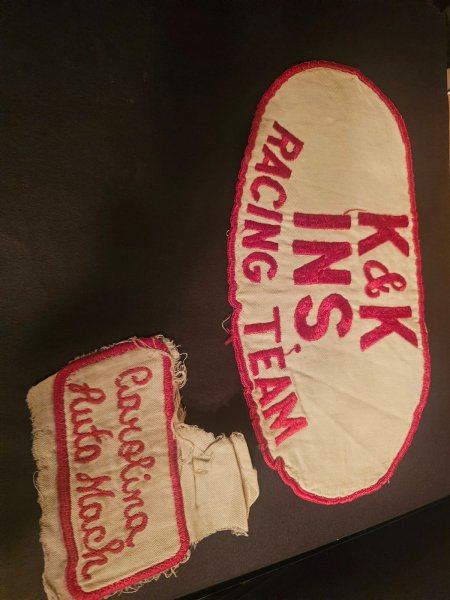 K&K
INS.
RACING TEAM
Carolina
Auto Mach